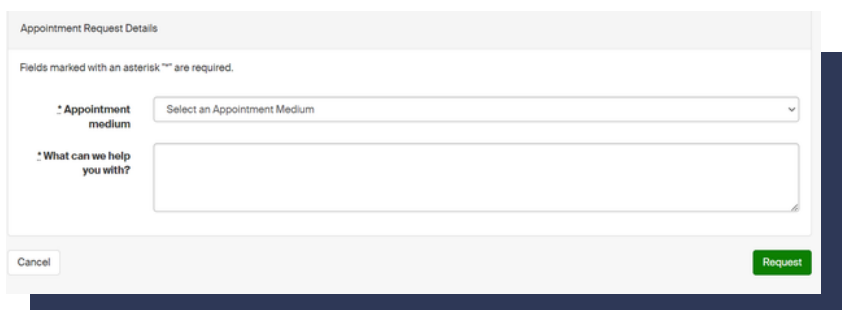 Appointment Request Details
Fields marked with an asterisk "*" are required.
* Appointment
medium
Select an Appointment Medium
* What can we help
you with?
Cancel
Request